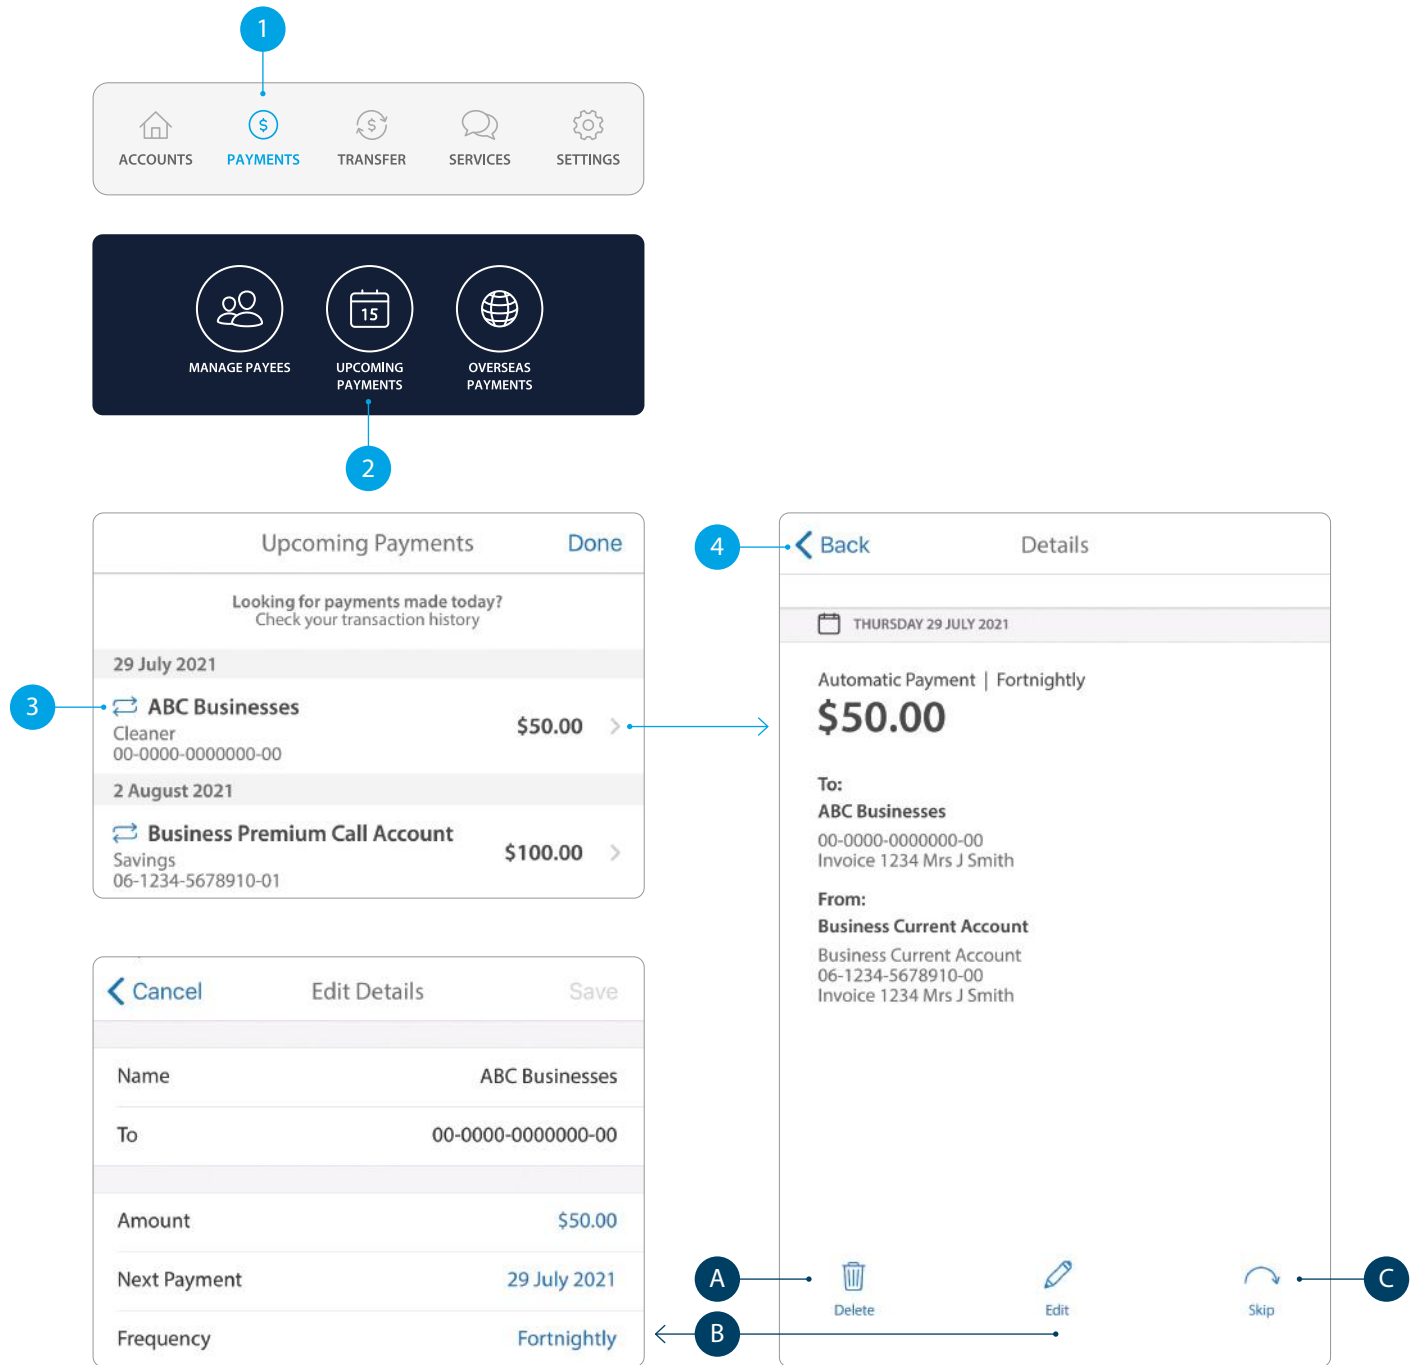 1
ACCOUNTS PAYMENTS TRANSFER SERVICES SETTINGS
15
MANAGE PAYEES UPCOMING OVERSEAS
PAYMENTS PAYMENTS
2
Upcoming Payments Done
Looking for payments made today?
Check your transaction history
29 July 2021
3
ABC Businesses
Cleaner
$50.00
00-0000-0000000-00
2 August 2021
Business Premium Call Account
Savings
$100.00
06-1234-5678910-01
4
Back Details
THURSDAY 29 JULY 2021
Automatic Payment | Fortnightly
$50.00
To:
ABC Businesses
00-0000-0000000-00
Invoice 1234 Mrs J Smith
From:
Business Current Account
Business Current Account
06-1234-5678910-00
Invoice 1234 Mrs J Smith
A
Delete Edit Skip
C
B
Cancel Edit Details Save
Name ABC Businesses
To 00-0000-0000000-00
Amount $50.00
Next Payment 29 July 2021
Frequency Fortnightly